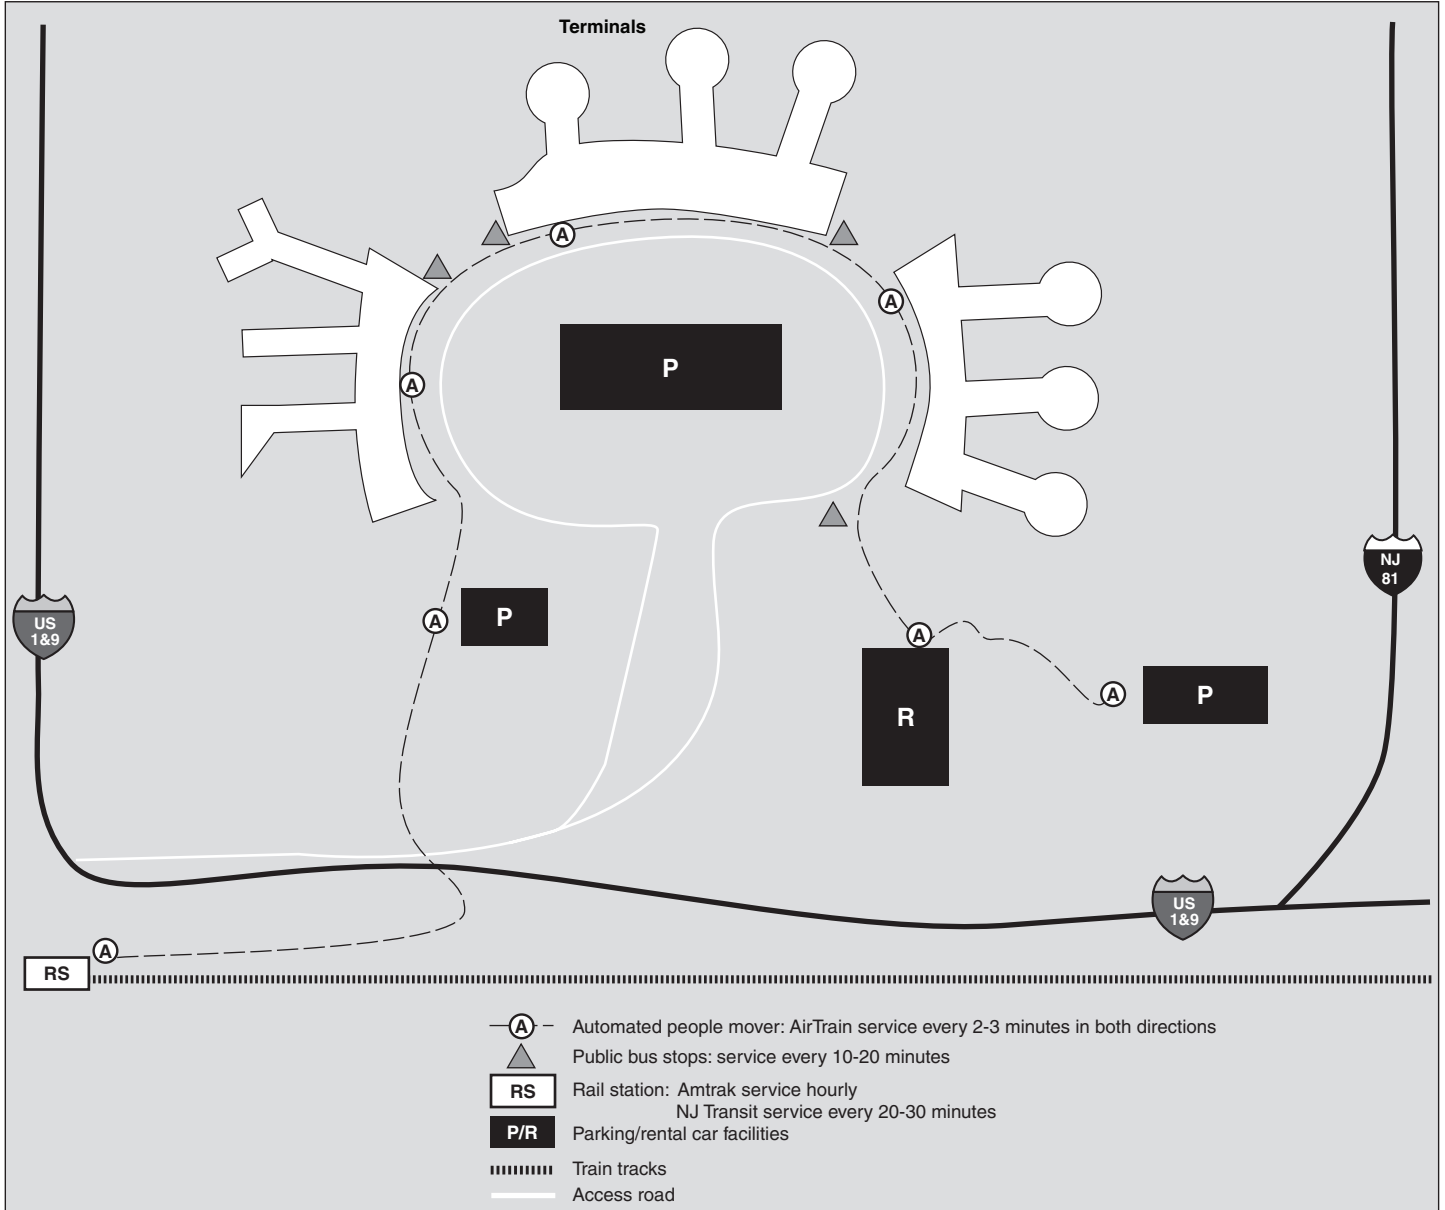 Terminals
A
A
P
A
NJ
81
P
A
US
1&9
A
R
A
P
US
1&9
A
RS
A Automated people mover: AirTrain service every 2-3 minutes in both directions
Public bus stops: service every 10-20 minutes
RS Rail station: Amtrak service hourly
NJ Transit service every 20-30 minutes
P/R Parking/rental car facilities
Train tracks
Access road